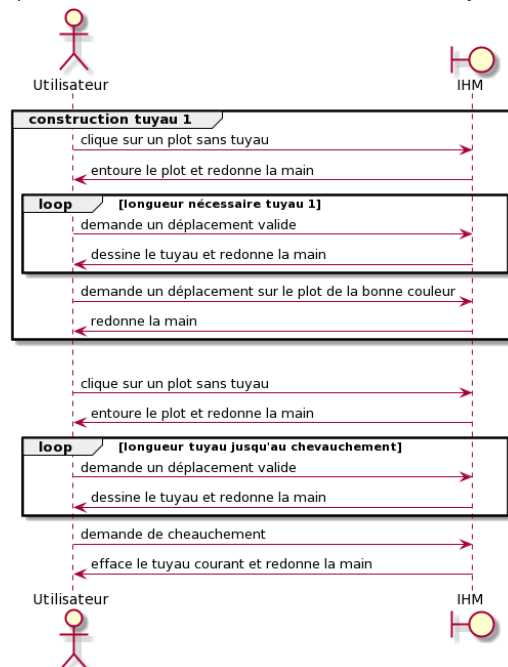 Utilisateur
IHM
construction tuyau 1
clique sur un plot sans tuyau
entoure le plot et redonne la main
loop [longueur nécessaire tuyau 1]
demande un déplacement valide
dessine le tuyau et redonne la main
demande un déplacement sur le plot de la bonne couleur
redonne la main
clique sur un plot sans tuyau
entoure le plot et redonne la main
loop [longueur tuyau jusqu'au chevauchement]
demande un déplacement valide
dessine le tuyau et redonne la main
demande de cheauchement
efface le tuyau courant et redonne la main
Utilisateur
IHM